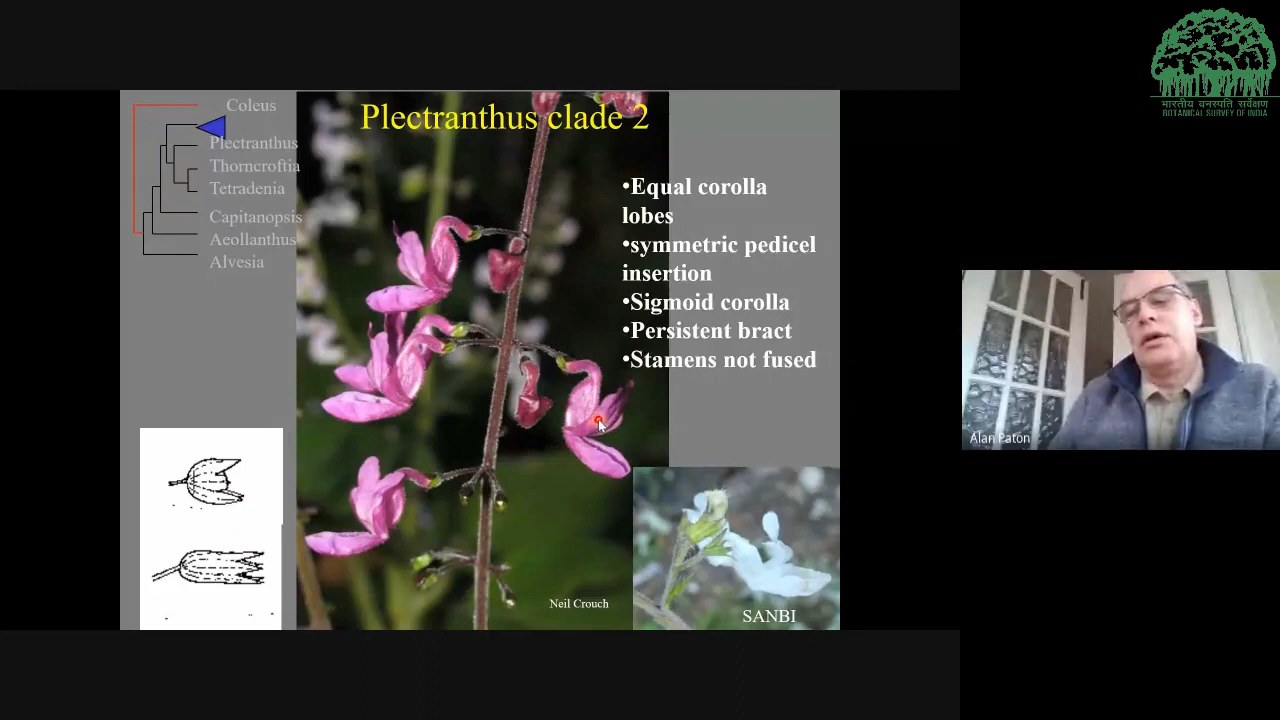 Plectranthus clade 2
Coleus
Plectranthus
Thorncroftia
Tetradenia
Capitanopsis
Aeollanthus
Alvesia
•Equal corolla
lobes
•symmetric pedicel
insertion
•Sigmoid corolla
•Persistent bract
•Stamens not fused
Neil Crouch
SANBI
भारतीय वनस्पति सर्वेक्षण
BOTANICAL SURVEY OF INDIA
Alan Paton